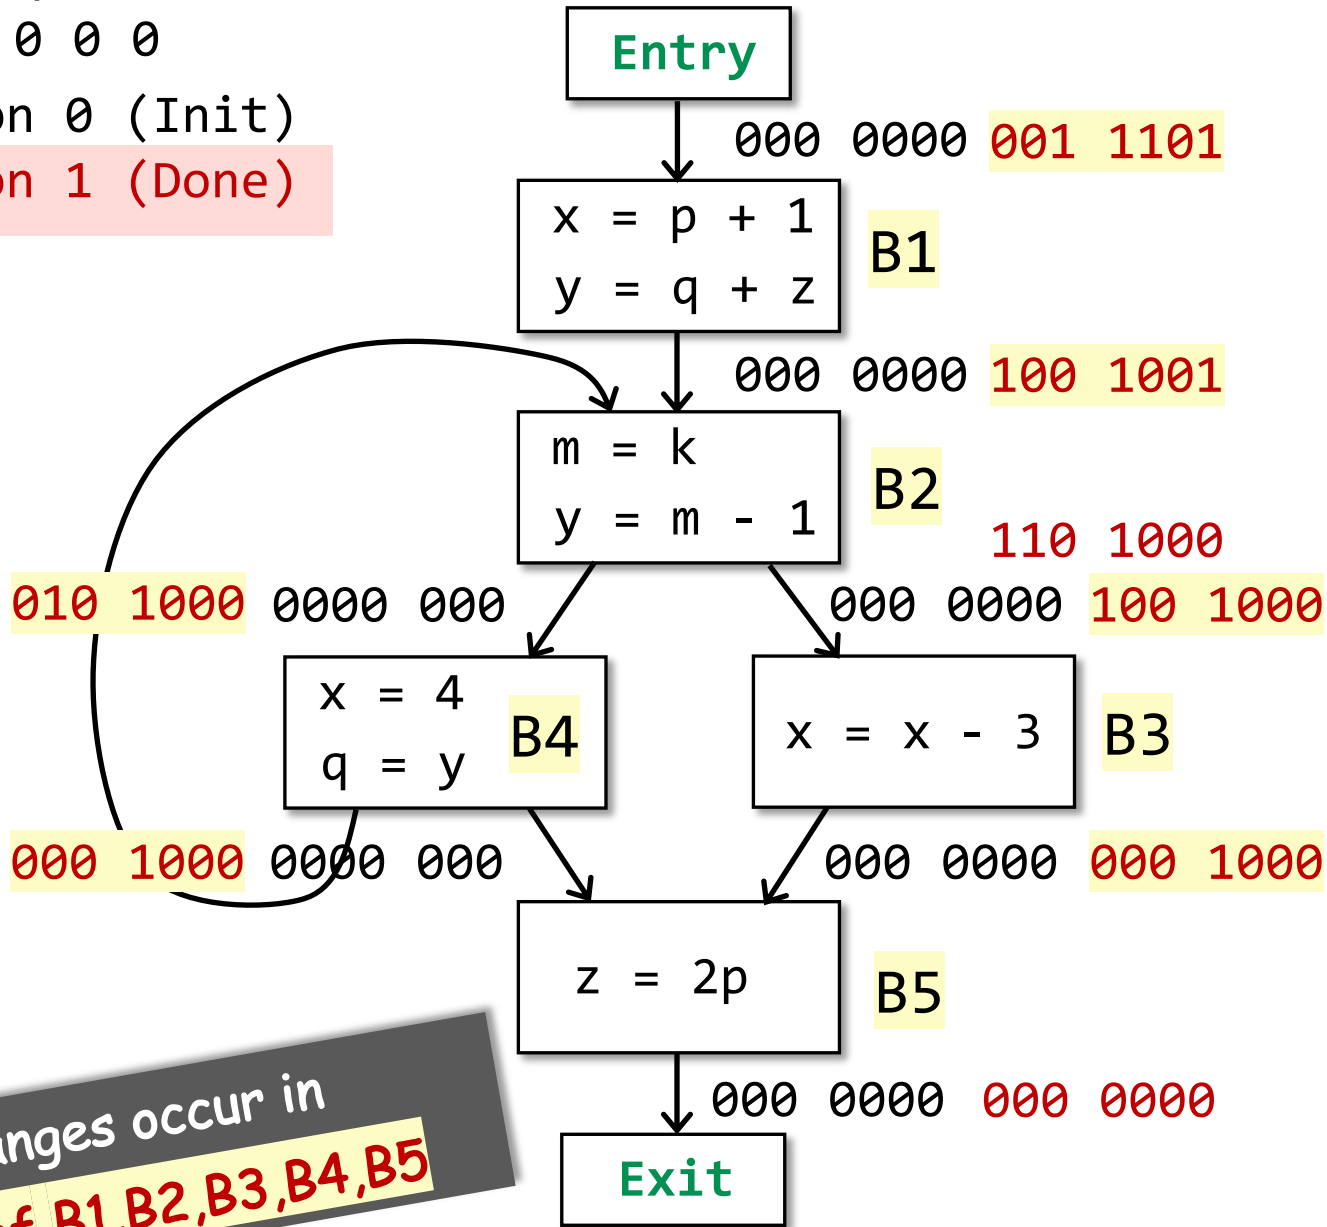 0 0 0
on 0 (Init)
on 1 (Done)
Entry
000 0000 001 1101
x = p + 1
y = q + z
B1
000 0000 100 1001
m = k
y = m - 1
B2
110 1000
010 1000 0000 000
000 0000 100 1000
x = 4
q = y
B4
x = x - 3
B3
000 1000 0000 000
000 0000 000 1000
z = 2p
B5
000 0000 000 0000
Exit
anges occur in
f B1,B2,B3,B4,B5